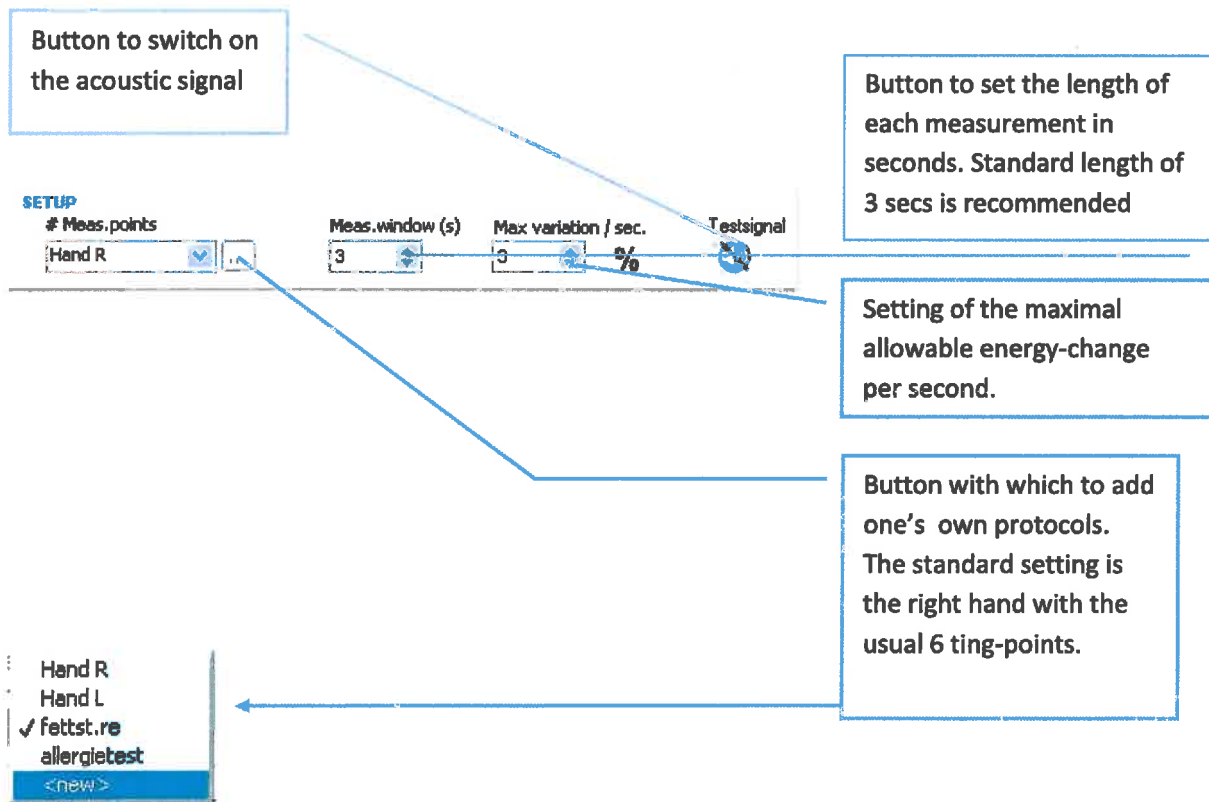 Button to switch on
the acoustic signal
Button to set the length of
each measurement in
seconds. Standard length of
3 secs is recommended
SETUP
# Meas.points
Meas.window (s)
Max variation / sec.
Testsignal
Hand R
...
3
3
%
Setting of the maximal
allowable energy-change
per second.
Button with which to add
one's own protocols.
The standard setting is
the right hand with the
usual 6 ting-points.
Hand R
Hand L
✓ fettst.re
allergietest
<new>